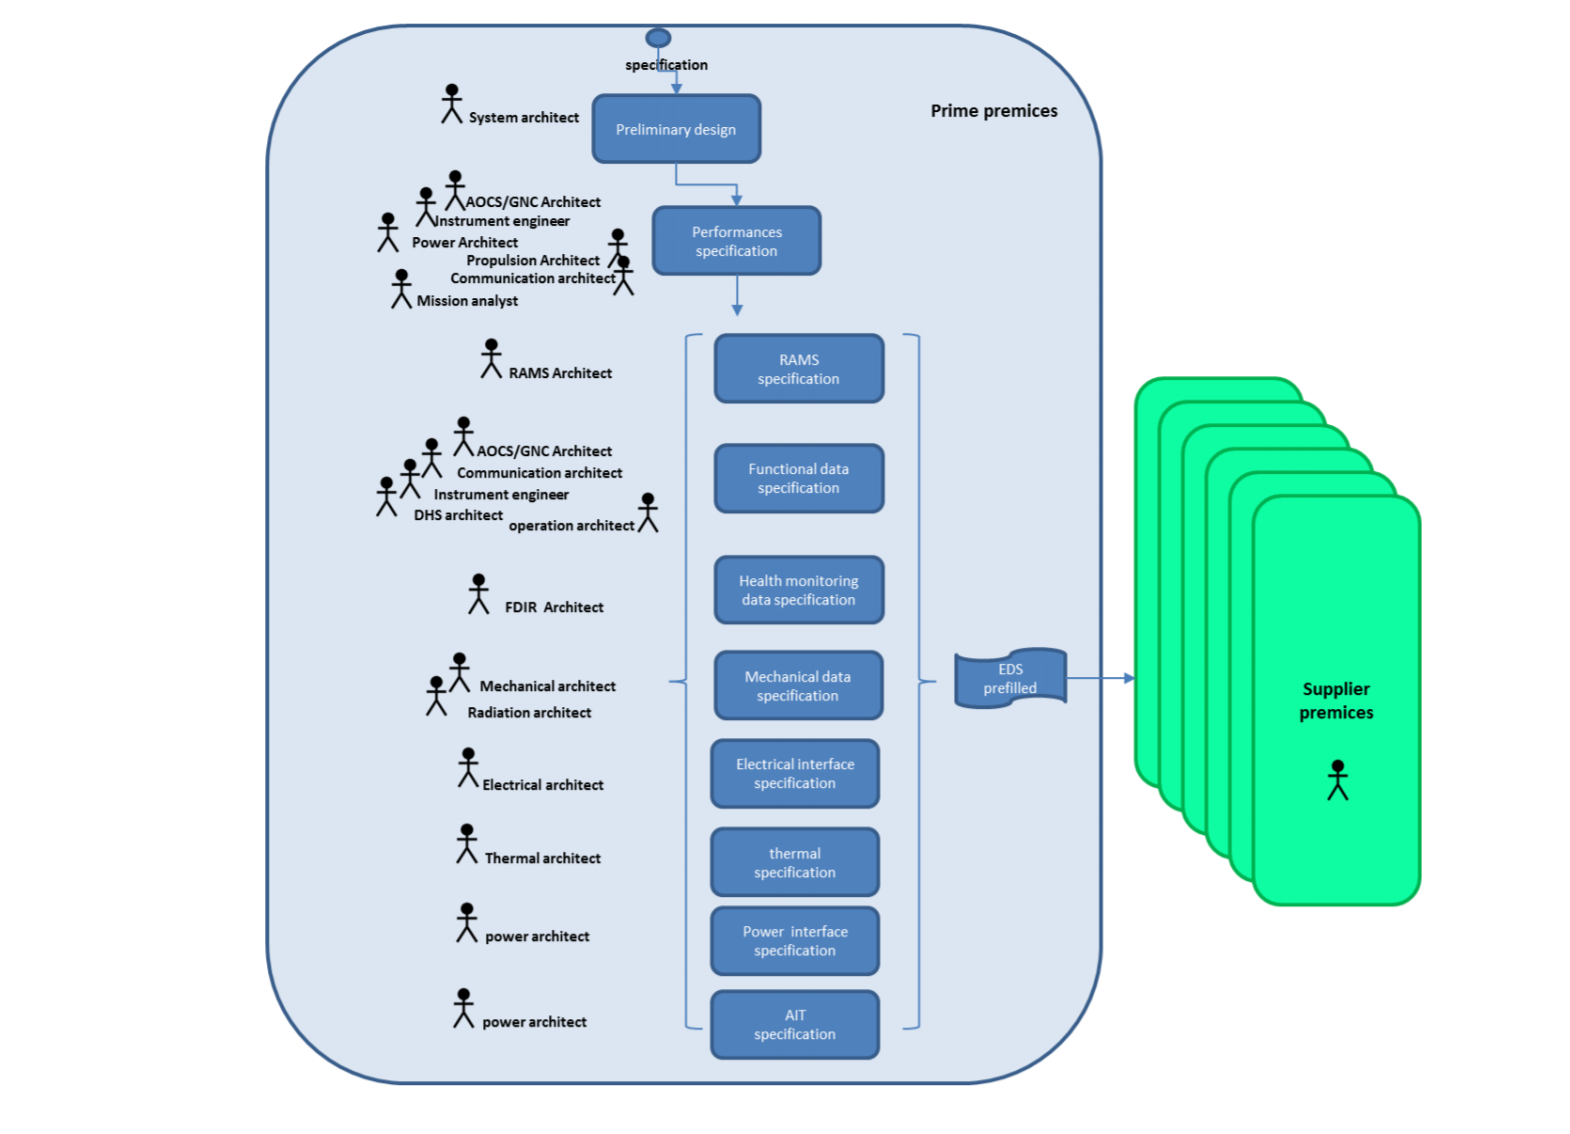 specification
System architect
Preliminary design
Prime premices
AOCS/GNC Architect
Instrument engineer
Power Architect
Propulsion Architect
Communication architect
Mission analyst
Performances
specification
RAMS Architect
RAMS
specification
AOCS/GNC Architect
Communication architect
Instrument engineer
DHS architect
operation architect
Functional data
specification
FDIR Architect
Health monitoring
data specification
Mechanical architect
Radiation architect
Mechanical data
specification
EDS
prefilled
Supplier
premices
Electrical architect
Electrical interface
specification
Thermal architect
thermal
specification
power architect
Power interface
specification
power architect
AIT
specification